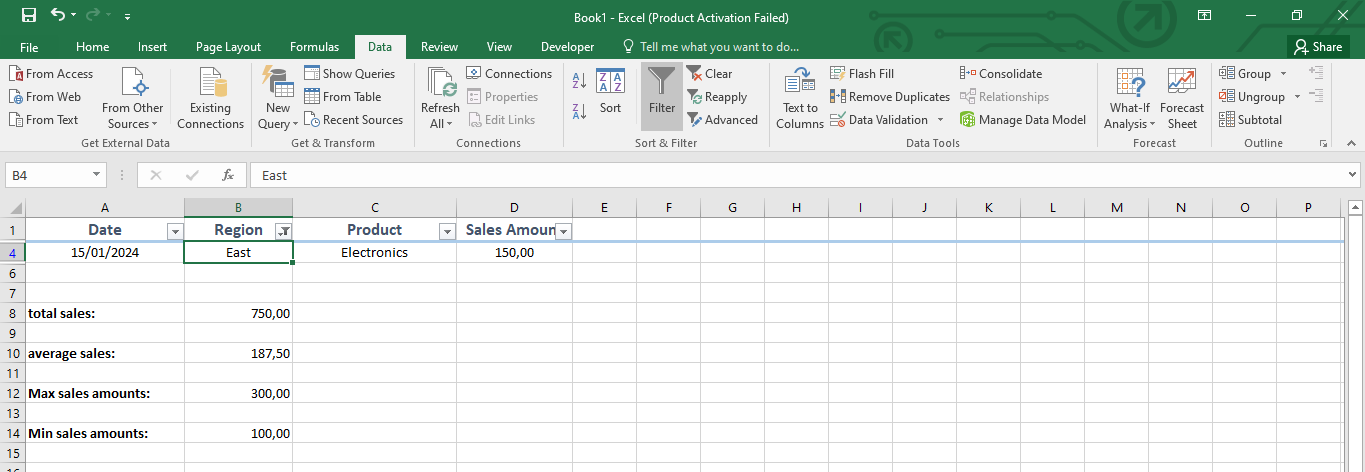 Book1 - Excel (Product Activation Failed)
File Home Insert Page Layout Formulas Data Review View Developer Tell me what you want to do... Share
From Access
From Web
From Text
From Other Sources
Existing Connections
Get External Data
New Query
Show Queries
From Table
Recent Sources
Get & Transform
Refresh All
Connections
Properties
Edit Links
Connections
Sort
Filter
Clear
Reapply
Advanced
Sort & Filter
Text to Columns
Flash Fill
Remove Duplicates
Data Validation
Consolidate
Relationships
Manage Data Model
Data Tools
What-If Analysis
Forecast Sheet
Forecast
Group
Ungroup
Subtotal
Outline
B4 fx East
A B C D E F G H I J K L M N O P
1 Date Region Product Sales Amoun
4 15/01/2024 East Electronics 150,00
6
7
8 total sales: 750,00
9
10 average sales: 187,50
11
12 Max sales amounts: 300,00
13
14 Min sales amounts: 100,00
15